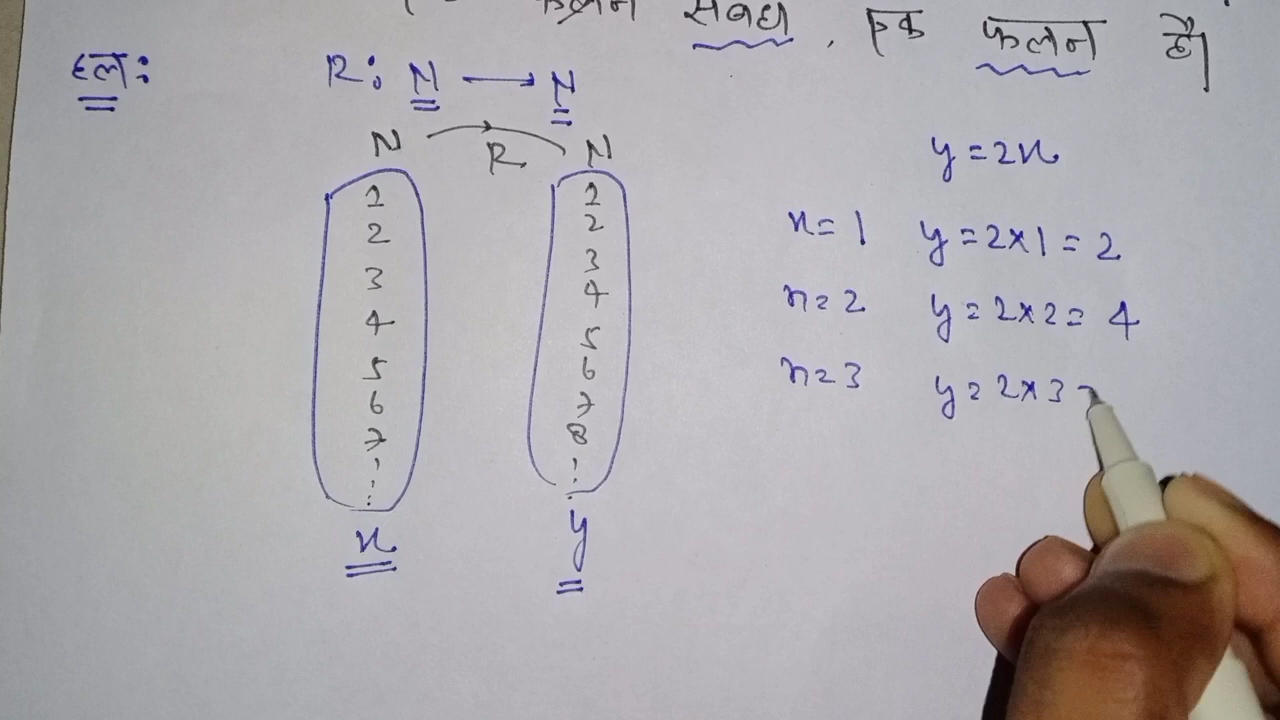 संबंध, एक फलन है।
हल:
R: N → N
N R N
1 1
2 2
3 3
4 4
5 5
6 6
7 7
... 8
x ...
y
y = 2x
x = 1 y = 2×1 = 2
x = 2 y = 2×2 = 4
x = 3 y = 2×3 =